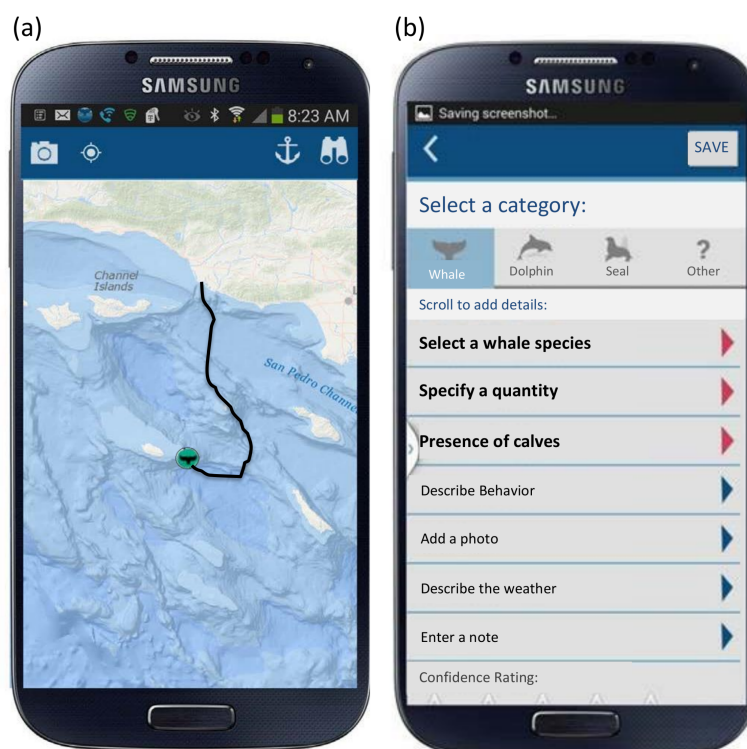 (a)
SAMSUNG
8:23 AM
Channel
Islands
San Pedro Channe
(b)
SAMSUNG
Saving screenshot...
SAVE
Select a category:
Whale
Dolphin
Seal
?
Other
Scroll to add details:
Select a whale species
Specify a quantity
Presence of calves
Describe Behavior
Add a photo
Describe the weather
Enter a note
Confidence Rating: